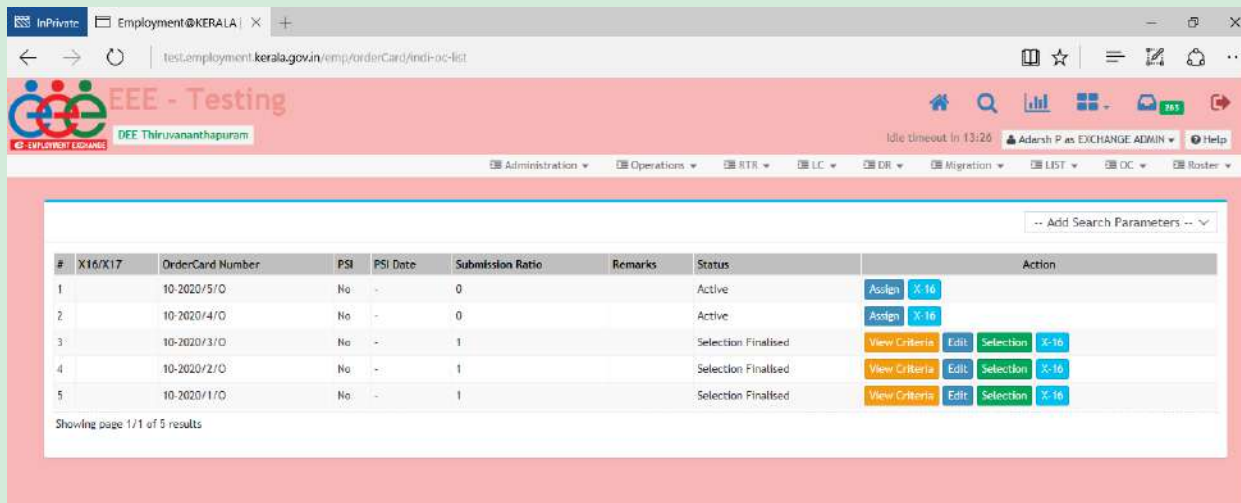 InPrivate Employment@KERALA |
test.employment.kerala.gov.in/emp/orderCard/indi-oc-list
EEE - Testing
eee
e-EMPLOYMENT EXCHANGE
DEE Thiruvananthapuram
265
Idle timeout in 13:26 Adarsh P as EXCHANGE ADMIN Help
Administration Operations RTR LC DR Migration LIST OC Roster
-- Add Search Parameters --
# X16/X17 OrderCard Number PSI PSI Date Submission Ratio Remarks Status Action
1 10-2020/5/O No - 0 Active Assign X-16
2 10-2020/4/O No - 0 Active Assign X-16
3 10-2020/3/O No - 1 Selection Finalised View Criteria Edit Selection X-16
4 10-2020/2/O No - 1 Selection Finalised View Criteria Edit Selection X-16
5 10-2020/1/O No - 1 Selection Finalised View Criteria Edit Selection X-16
Showing page 1/1 of 5 results